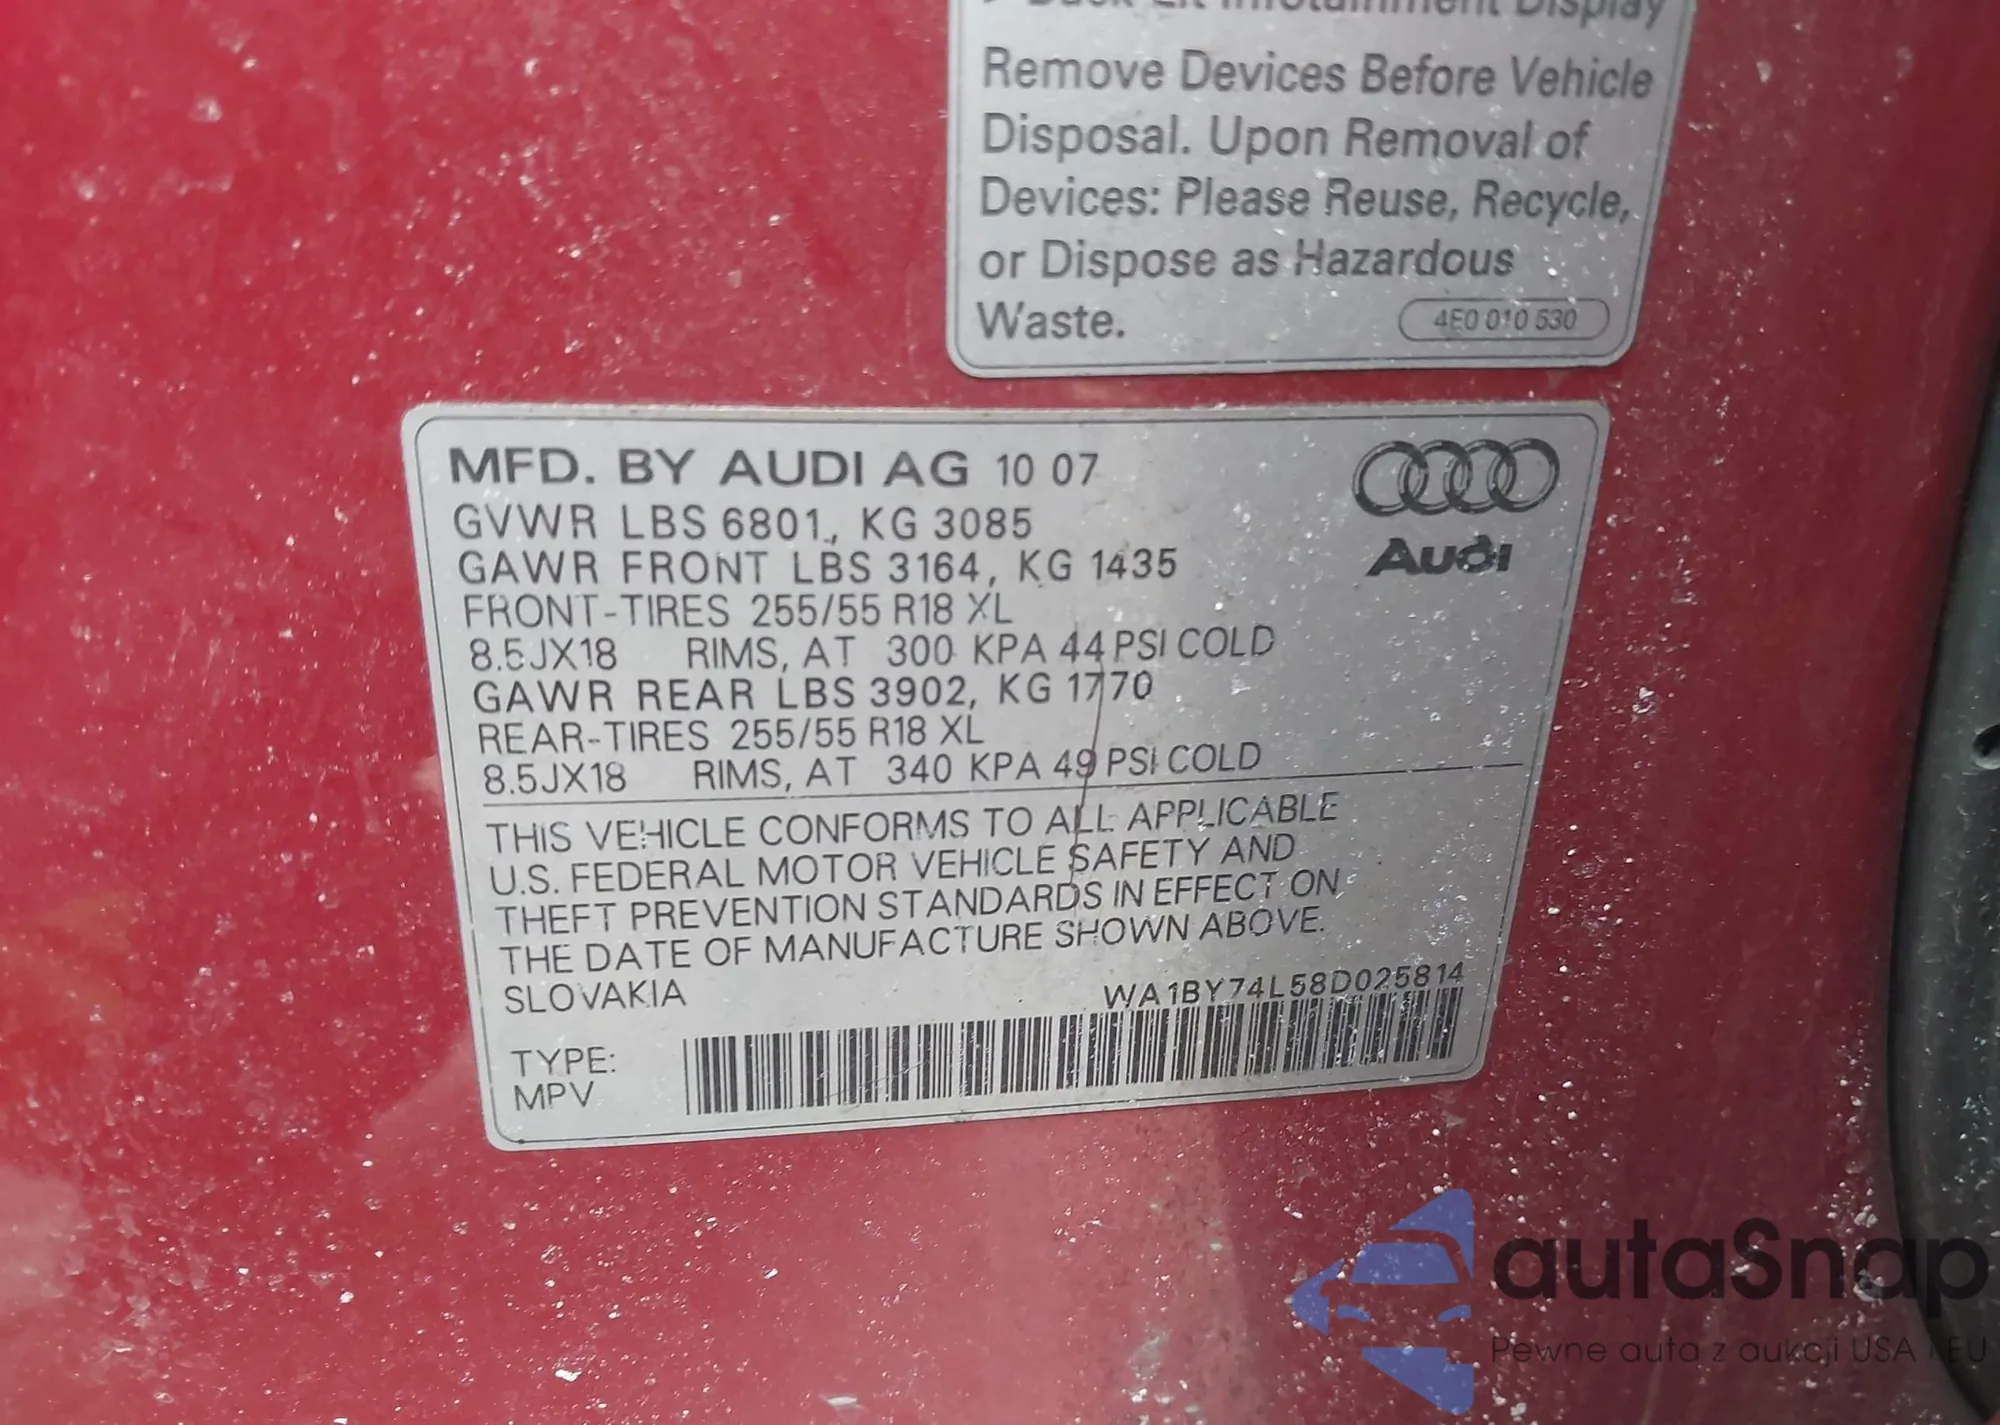 Back-Lit Infotainment Display
Remove Devices Before Vehicle
Disposal. Upon Removal of
Devices: Please Reuse, Recycle,
or Dispose as Hazardous
Waste.
4E0 010 530
MFD. BY AUDI AG 10 07
GVWR LBS 6801, KG 3085
GAWR FRONT LBS 3164, KG 1435
FRONT-TIRES 255/55 R18 XL
8.5JX18 RIMS, AT 300 KPA 44 PSI COLD
GAWR REAR LBS 3902, KG 1770
REAR-TIRES 255/55 R18 XL
8.5JX18 RIMS, AT 340 KPA 49 PSI COLD
Audi
THIS VEHICLE CONFORMS TO ALL APPLICABLE
U.S. FEDERAL MOTOR VEHICLE SAFETY AND
THEFT PREVENTION STANDARDS IN EFFECT ON
THE DATE OF MANUFACTURE SHOWN ABOVE.
SLOVAKIA
WA1BY74L58D025814
TYPE:
MPV
autaSnap
Pewne auta z aukcji USA i EU